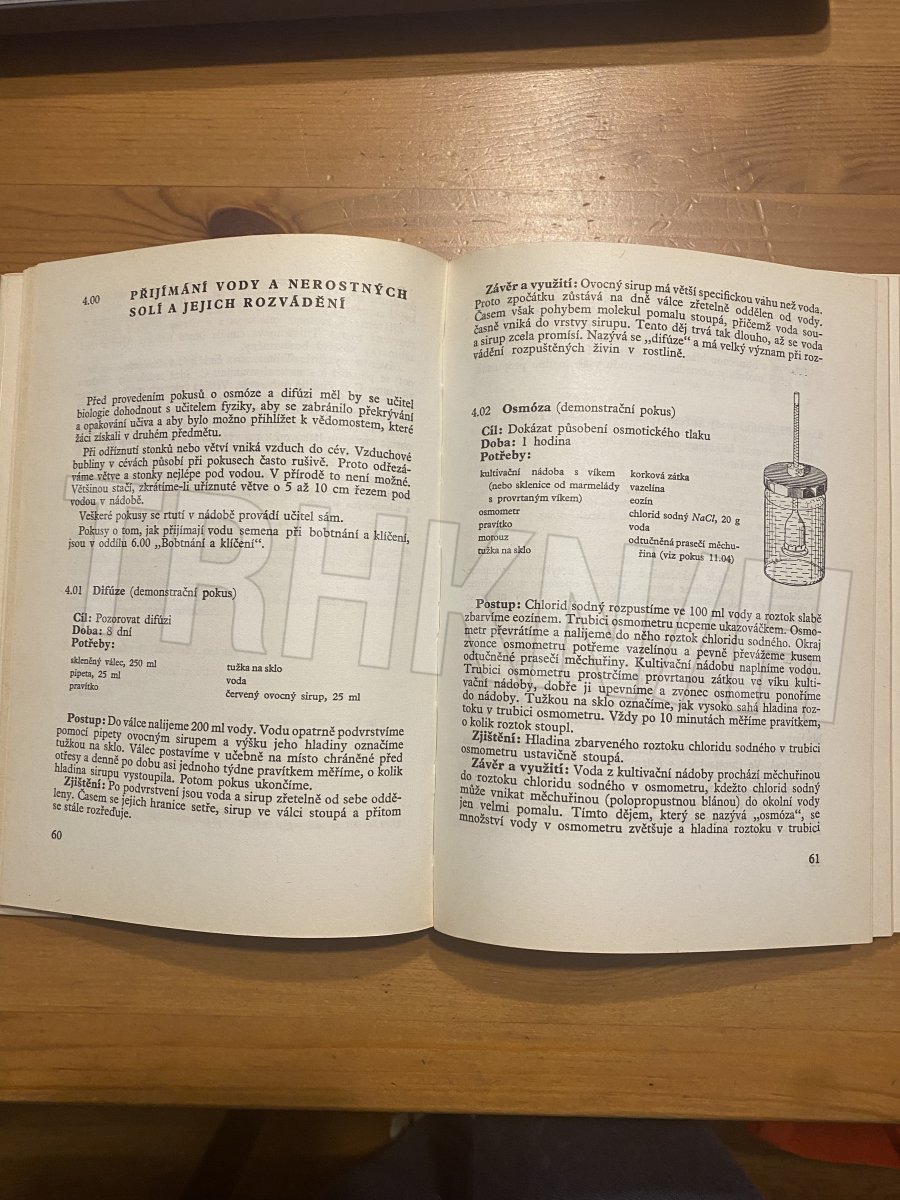 4.00
PŘIJÍMÁNÍ VODY A NEROSTNÝCH
SOLÍ A JEJICH ROZVÁDĚNÍ
Před provedením pokusů o osmóze a difúzi měl by se učitel
biologie dohodnout s učitelem fyziky, aby se zabránilo překrývání
a opakování učiva a aby bylo možno přihlížet k vědomostem, které
žáci získali v druhém předmětu.
Při odříznutí stonků nebo větví vniká vzduch do cév. Vzduchové
bubliny v cévách působí při pokusech často rušivě. Proto odřezá-
váme větve a stonky nejlépe pod vodou. V přírodě to není možné.
Většinou stačí, zkrátíme-li uříznuté větve o 5 až 10 cm řezem pod
vodou v nádobě.
Veškeré pokusy se rtutí v nádobě provádí učitel sám.
Pokusy o tom, jak přijímají vodu semena při bobtnání a klíčení,
jsou v oddílu 6.00 „Bobtnání a klíčení“.
4.01 Difúze (demonstrační pokus)
Cíl: Pozorovat difúzi
Doba: 8 dní
Potřeby:
skleněný válec, 250 ml
pipeta, 25 ml
pravítko
tužka na sklo
voda
červený ovocný sirup, 25 ml
Postup: Do válce nalijeme 200 ml vody. Vodu opatrně podvrstvíme
pomocí pipety ovocným sirupem a výšku jeho hladiny označíme
tužkou na sklo. Válec postavíme v učebně na místo chráněné před
otřesy a denně po dobu asi jednoho týdne pravítkem měříme, o kolik
hladina sirupu vystoupila. Potom pokus ukončíme.
Zjištění: Po podvrstvení jsou voda a sirup zřetelně od sebe oddě-
leny. Časem se jejich hranice setře, sirup ve válci stoupá a přitom
se stále rozřeďuje.
60
Závěr a využití: Ovocný sirup má větší specifickou váhu než voda.
Proto zpočátku zůstává na dně válce zřetelně oddělen od vody.
Časem však pohybem molekul pomalu stoupá, přičemž voda sou-
časně vniká do vrstvy sirupu. Tento děj trvá tak dlouho, až se voda
a sirup zcela promísí. Nazývá se „difúze“ a má velký význam při roz-
vádění rozpuštěných živin v rostlině.
4.02 Osmóza (demonstrační pokus)
Cíl: Dokázat působení osmotického tlaku
Doba: 1 hodina
Potřeby:
kultivační nádoba s víkem
(nebo sklenice od marmelády
s provrtaným víkem)
osmometr
pravítko
motouz
tužka na sklo
korková zátka
vazelína
eozín
chlorid sodný NaCl, 20 g
voda
odtučněná prasečí měchu-
řina (viz pokus 11.04)
Postup: Chlorid sodný rozpustíme ve 100 ml vody a roztok slabě
zbarvíme eozínem. Trubici osmometru ucpeme ukazováčkem. Osmo-
metr převrátíme a nalijeme do něho roztok chloridu sodného. Okraj
zvonce osmometru potřeme vazelínou a pevně převážeme kusem
odtučněné prasečí měchuřiny. Kultivační nádobu naplníme vodou.
Trubici osmometru prostrčíme provrtanou zátkou ve víku kulti-
vační nádoby, dobře ji upevníme a zvonec osmometru ponoříme
do nádoby. Tužkou na sklo označíme, jak vysoko sahá hladina roz-
toku v trubici osmometru. Vždy po 10 minutách měříme pravítkem,
o kolik roztok stoupl.
Zjištění: Hladina zbarveného roztoku chloridu sodného v trubici
osmometru ustavičně stoupá.
Závěr a využití: Voda z kultivační nádoby prochází měchuřinou
do roztoku chloridu sodného v osmometru, kdežto chlorid sodný
může vnikat měchuřinou (polopropustnou blánou) do okolní vody
jen velmi pomalu. Tímto dějem, který se nazývá „osmóza“, se
množství vody v osmometru zvětšuje a hladina roztoku v trubici
61